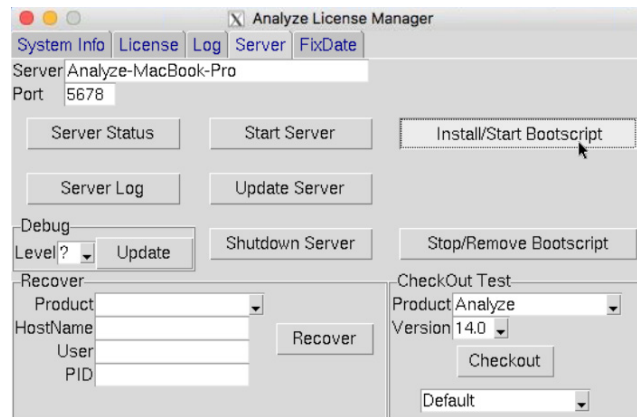 Analyze License Manager
System Info License Log Server FixDate
Server Analyze-MacBook-Pro
Port 5678
Server Status Start Server Install/Start Bootscript
Server Log Update Server
Debug
Level ? Update Shutdown Server Stop/Remove Bootscript
Recover
Product
HostName
User
PID
Recover
CheckOut Test
Product Analyze
Version 14.0
Checkout
Default